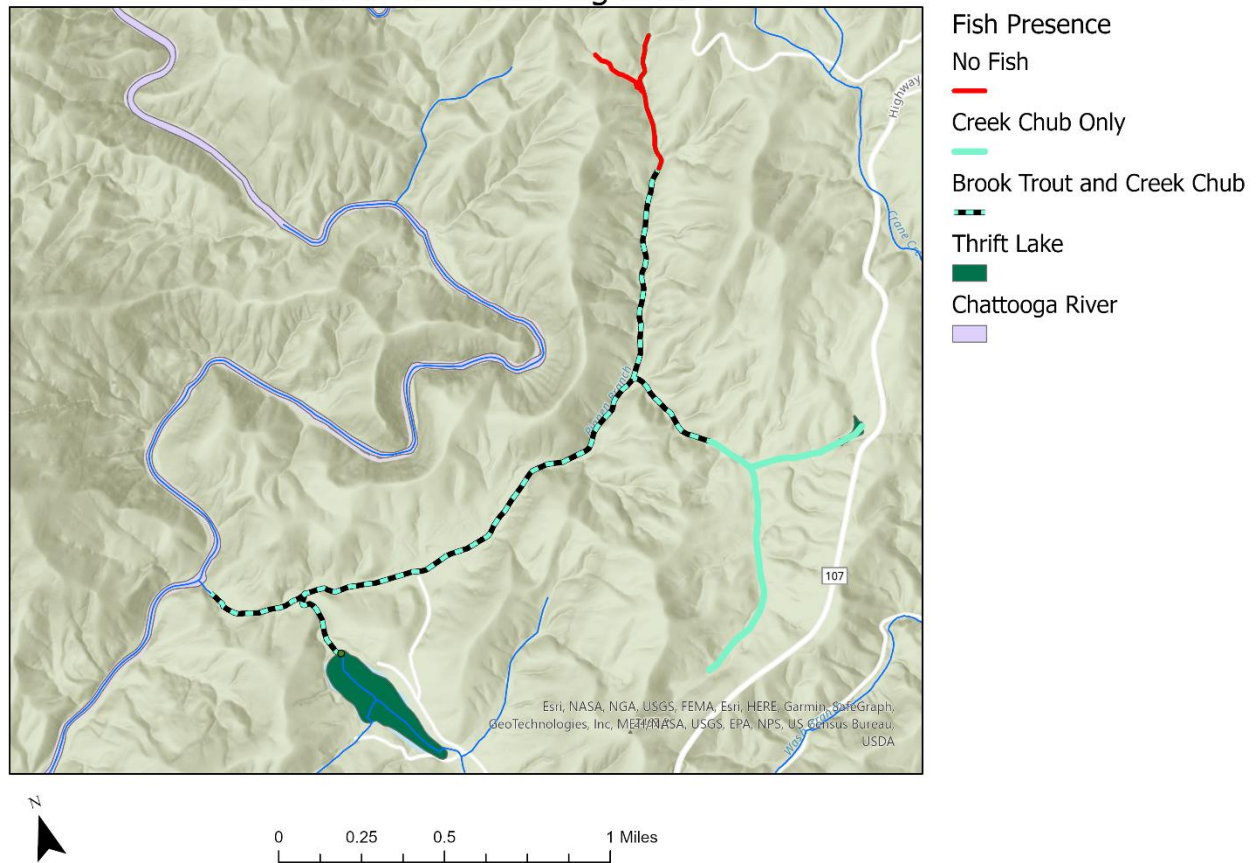 Fish Presence
No Fish
Creek Chub Only
Brook Trout and Creek Chub
Thrift Lake
Chattooga River
Highway
Crane
Branch
107
Esri, NASA, NGA, USGS, FEMA, Esri, HERE, Garmin, SafeGraph,
GeoTechnologies, Inc, METI/NASA, USGS, EPA, NPS, US Census Bureau,
USDA
N
0 0.25 0.5 1 Miles